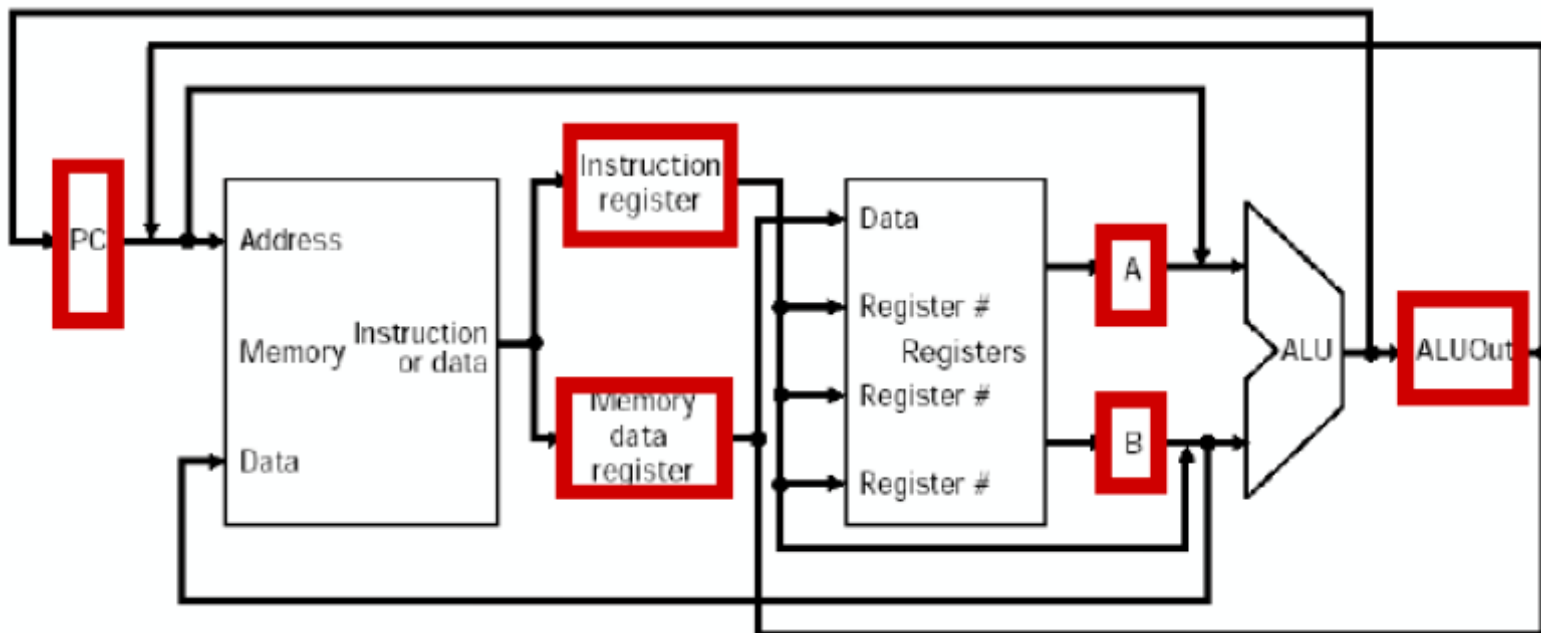 PC
Address
Memory
Instruction
or data
Data
Instruction
register
Memory
data
register
Data
Register #
Registers
Register #
Register #
A
B
ALU
ALUOut